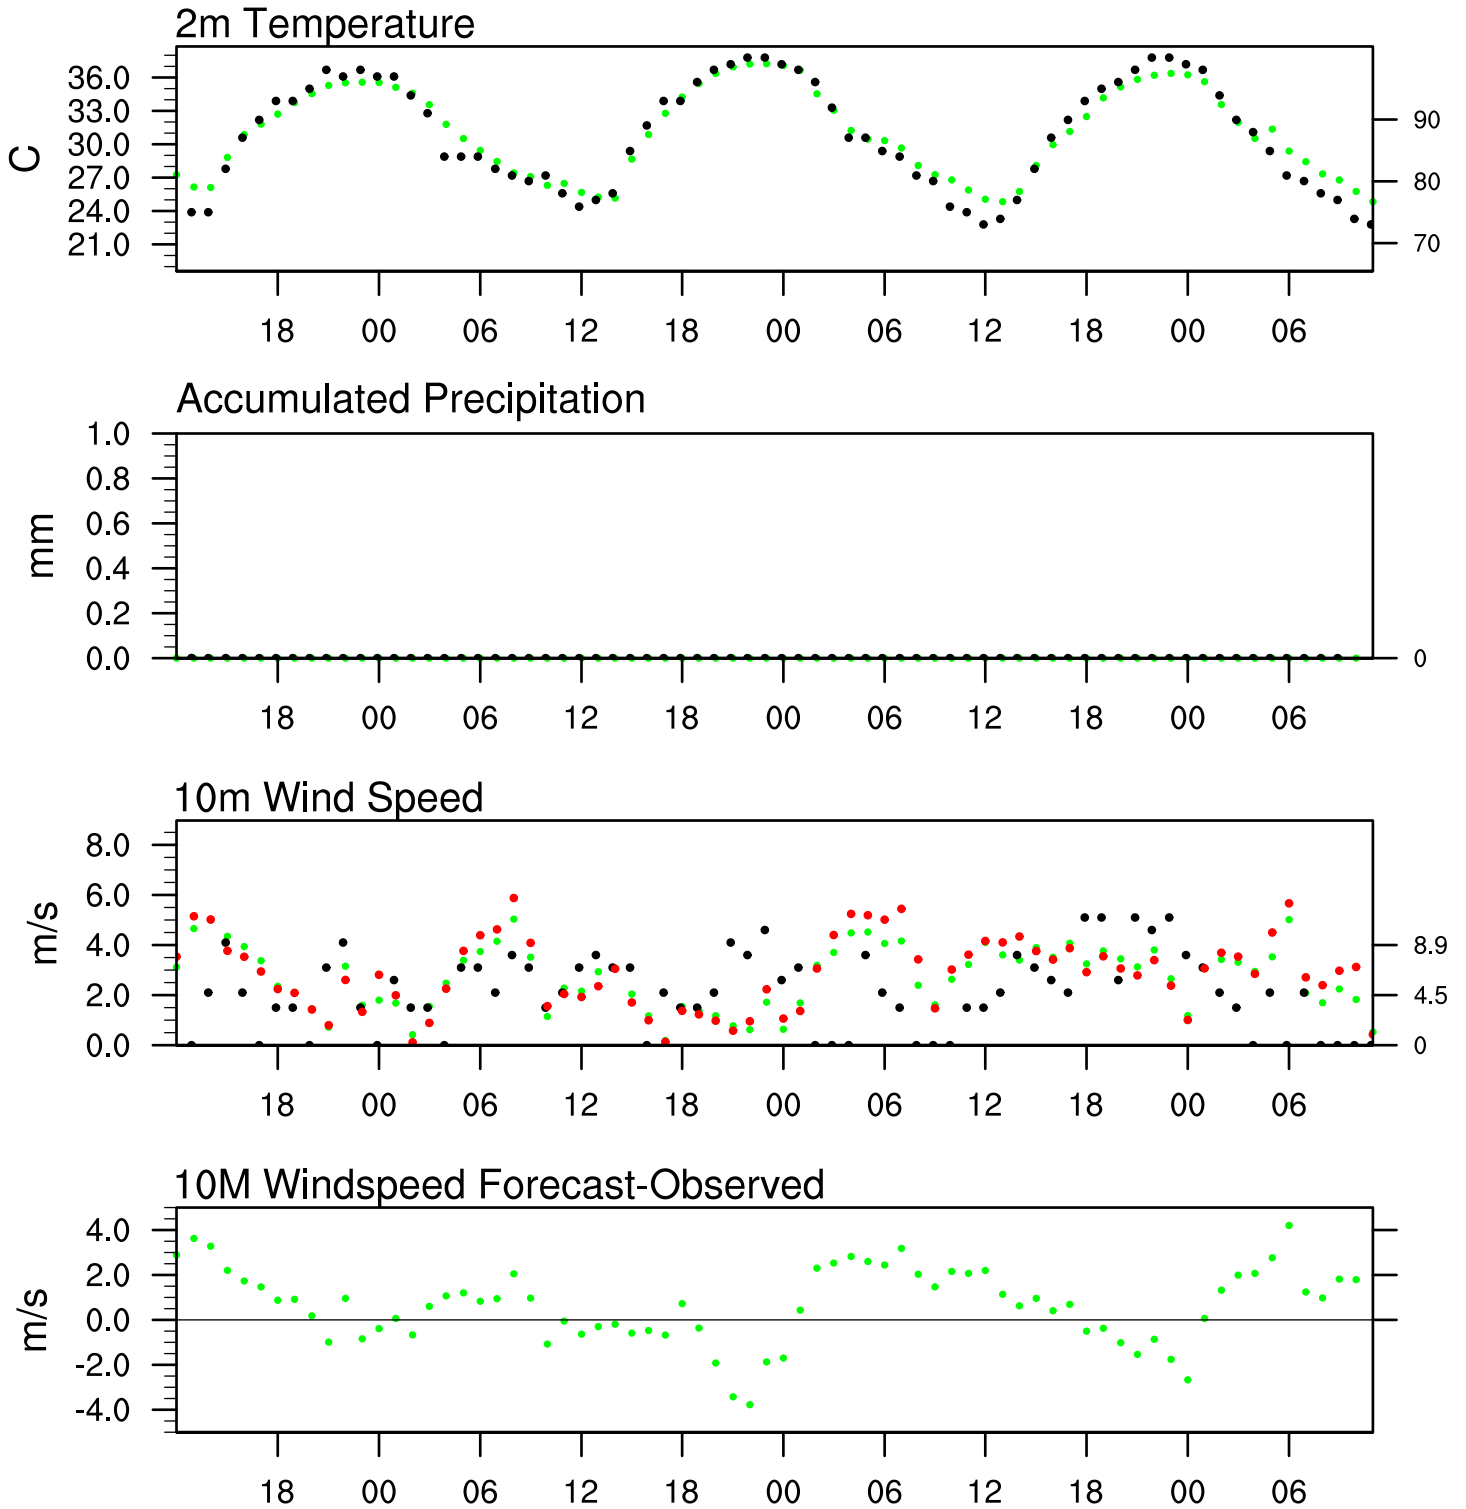 2m Temperature
36.0
33.0
30.0
27.0
24.0
21.0
C
90
80
70
18 00 06 12 18 00 06 12 18 00 06
Accumulated Precipitation
1.0
0.8
0.6
0.4
0.2
0.0
mm
0
18 00 06 12 18 00 06 12 18 00 06
10m Wind Speed
8.0
6.0
4.0
2.0
0.0
m/s
8.9
4.5
0
18 00 06 12 18 00 06 12 18 00 06
10M Windspeed Forecast-Observed
4.0
2.0
0.0
-2.0
-4.0
m/s
18 00 06 12 18 00 06 12 18 00 06